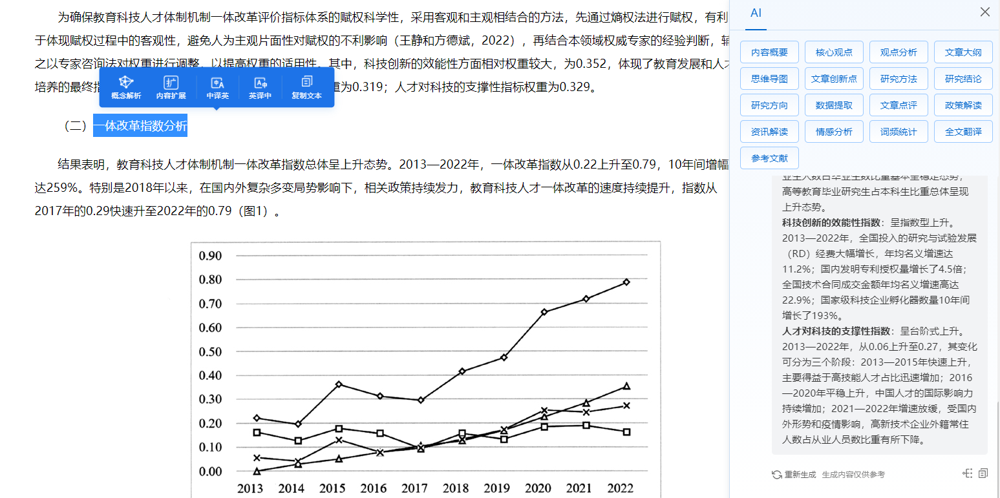 为确保教育科技人才体制机制一体改革评价指标体系的赋权科学性，采用客观和主观相结合的方法，先通过熵权法进行赋权，有利
于体现赋权过程中的客观性，避免人为主观片面性对赋权的不利影响（王静和方德斌，2022），再结合本领域权威专家的经验判断，辅
之以专家咨询法对权重进行调整，以提高权重的适用性。其中，科技创新的效能性方面相对权重较大，为0.352，体现了教育发展和人才
培养的最终指
重为0.319；人才对科技的支撑性指标权重为0.329。
概念解析
扩
内容扩展
中译英
英译中
复制文本
（二）一体改革指数分析
结果表明，教育科技人才体制机制一体改革指数总体呈上升态势。2013—2022年，一体改革指数从0.22上升至0.79，10年间增幅
达259%。特别是2018年以来，在国内外复杂多变局势影响下，相关政策持续发力，教育科技人才一体改革的速度持续提升，指数从
2017年的0.29快速升至2022年的0.79（图1）。
0.90
0.80
0.70
0.60
0.50
0.40
0.30
0.20
0.10
0.00
2013 2014 2015 2016 2017 2018 2019 2020 2021 2022
AI
内容概要 核心观点 观点分析 文章大纲
思维导图 文章创新点 研究方法 研究结论
研究方向 数据提取 文章点评 政策解读
资讯解读 情感分析 词频统计 全文翻译
参考文献
业生人数占毕业生数比重基本呈稳定态势，
高等教育毕业研究生占本科生比重总体呈现
上升态势。
科技创新的效能性指数：呈指数型上升。
2013—2022年，全国投入的研究与试验发展
（RD）经费大幅增长，年均名义增速达
11.2%；国内发明专利授权量增长了4.5倍；
全国技术合同成交金额年均名义增速高达
22.9%；国家级科技企业孵化器数量10年间
增长了193%。
人才对科技的支撑性指数：呈台阶式上升。
2013—2022年，从0.06上升至0.27，其变化
可分为三个阶段：2013—2015年快速上升，
主要得益于高技能人才占比迅速增加；2016
—2020年平稳上升，中国人才的国际影响力
持续增加；2021—2022年增速放缓，受国内
外形势和疫情影响，高新技术企业外籍常住
人数占从业人员数比重有所下降。
重新生成 生成内容仅供参考